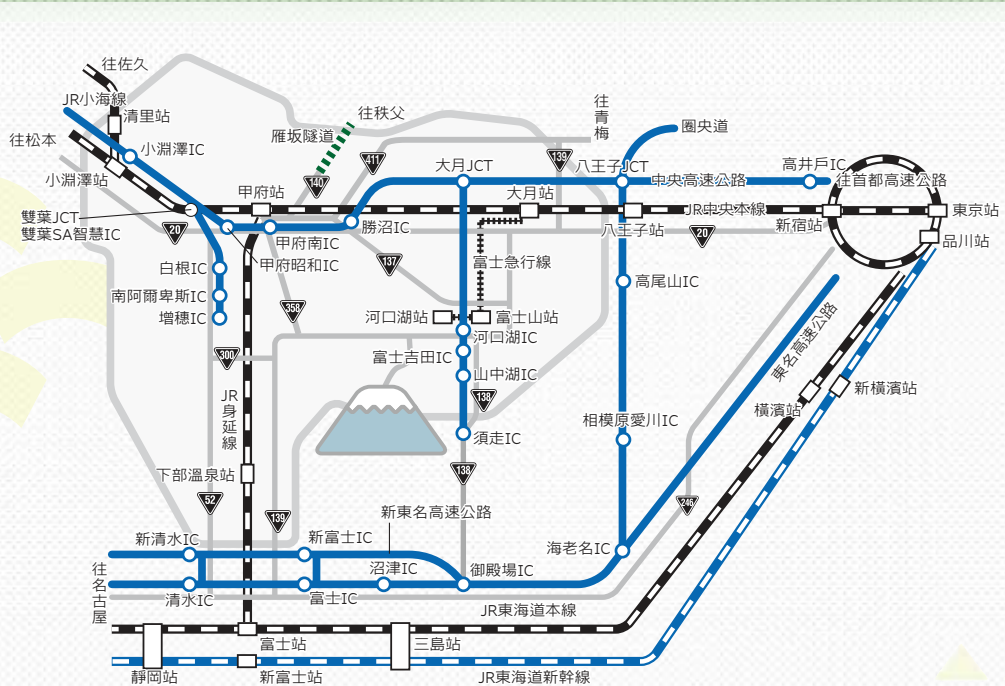 往佐久
JR小海線
清里站
往松本
小淵澤IC
小淵澤站
雁坂隧道
往秩父
往青梅
圈央道
411
139
140
大月JCT
八王子JCT
高井戶IC
中央高速公路
往首都高速公路
甲府站
大月站
JR中央本線
新宿站
東京站
品川站
雙葉JCT
雙葉SA智慧IC
20
甲府南IC
勝沼IC
八王子站
20
甲府昭和IC
白根IC
137
富士急行線
高尾山IC
南阿爾卑斯IC
增穗IC
358
河口湖站
富士山站
河口湖IC
東名高速公路
300
富士吉田IC
山中湖IC
138
新橫濱站
橫濱站
JR身延線
須走IC
相模原愛川IC
下部溫泉站
138
52
139
246
新東名高速公路
新清水IC
新富士IC
海老名IC
往名古屋
沼津IC
御殿場IC
清水IC
富士IC
JR東海道本線
富士站
三島站
靜岡站
新富士站
JR東海道新幹線